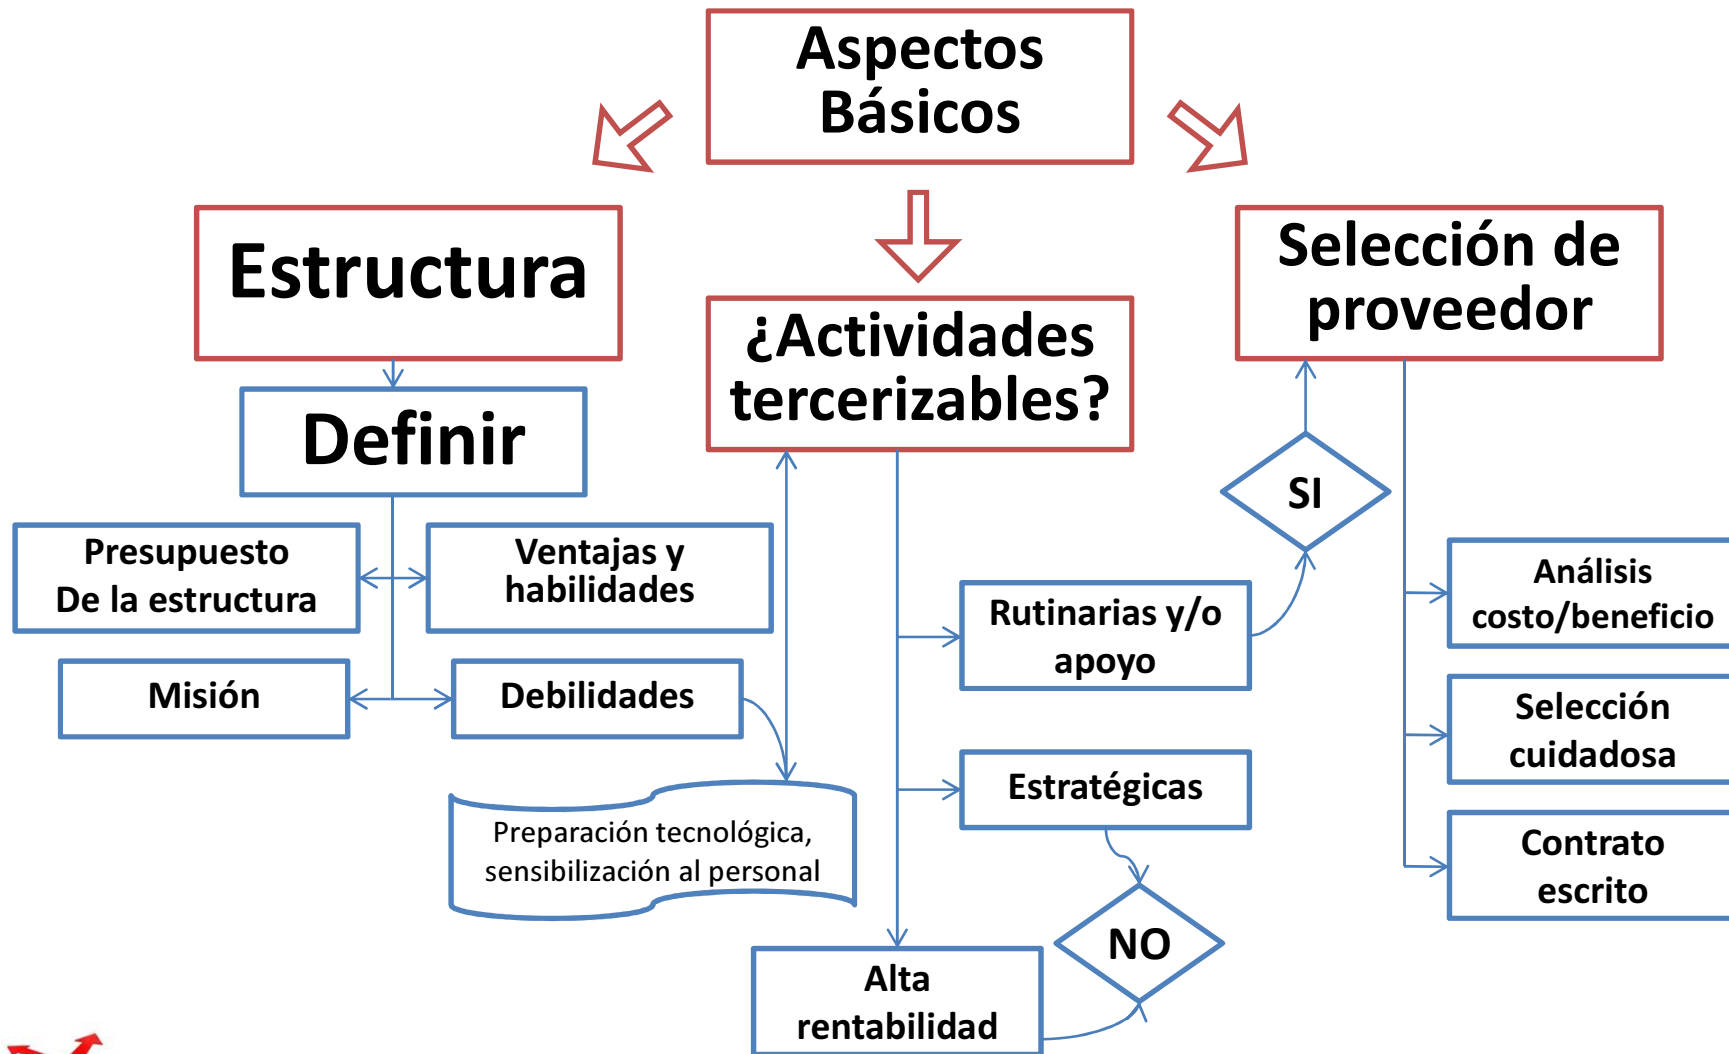 Aspectos
Básicos
Estructura
Definir
Presupuesto
De la estructura
Ventajas y
habilidades
Misión
Debilidades
Preparación tecnológica,
sensibilización al personal
¿Actividades
tercerizables?
Rutinarias y/o
apoyo
Estratégicas
Alta
rentabilidad
SI
NO
Selección de
proveedor
Análisis
costo/beneficio
Selección
cuidadosa
Contrato
escrito